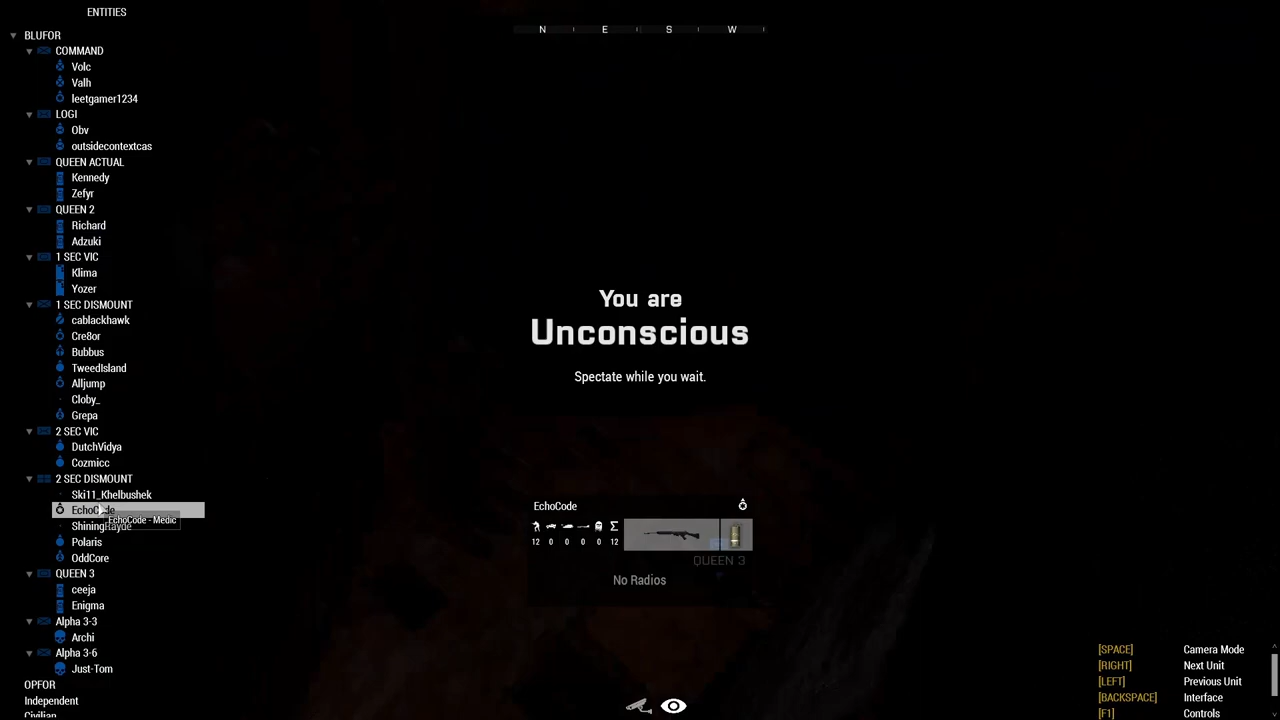 ENTITIES
BLUFOR
COMMAND
Volc
Valh
leetgamer1234
LOGI
Obv
outsidecontextcas
QUEEN ACTUAL
Kennedy
Zefyr
QUEEN 2
Richard
Adzuki
1 SEC VIC
Klima
Yozer
1 SEC DISMOUNT
cablackhawk
Cre8or
Bubbus
TweedIsland
Alljump
Cloby_
Grepa
2 SEC VIC
DutchVidya
Cozmicc
2 SEC DISMOUNT
Ski11_Khelbushek
EchoCode
EchoCode - Medic
ShiningRayde
Polaris
OddCore
QUEEN 3
ceeja
Enigma
Alpha 3-3
Archi
Alpha 3-6
Just-Tom
OPFOR
Independent
Civilian
N E S W
You are
Unconscious
Spectate while you wait.
EchoCode
12 0 0 0 0 12
QUEEN 3
No Radios
[SPACE] Camera Mode
[RIGHT] Next Unit
[LEFT] Previous Unit
[BACKSPACE] Interface
[F1] Controls